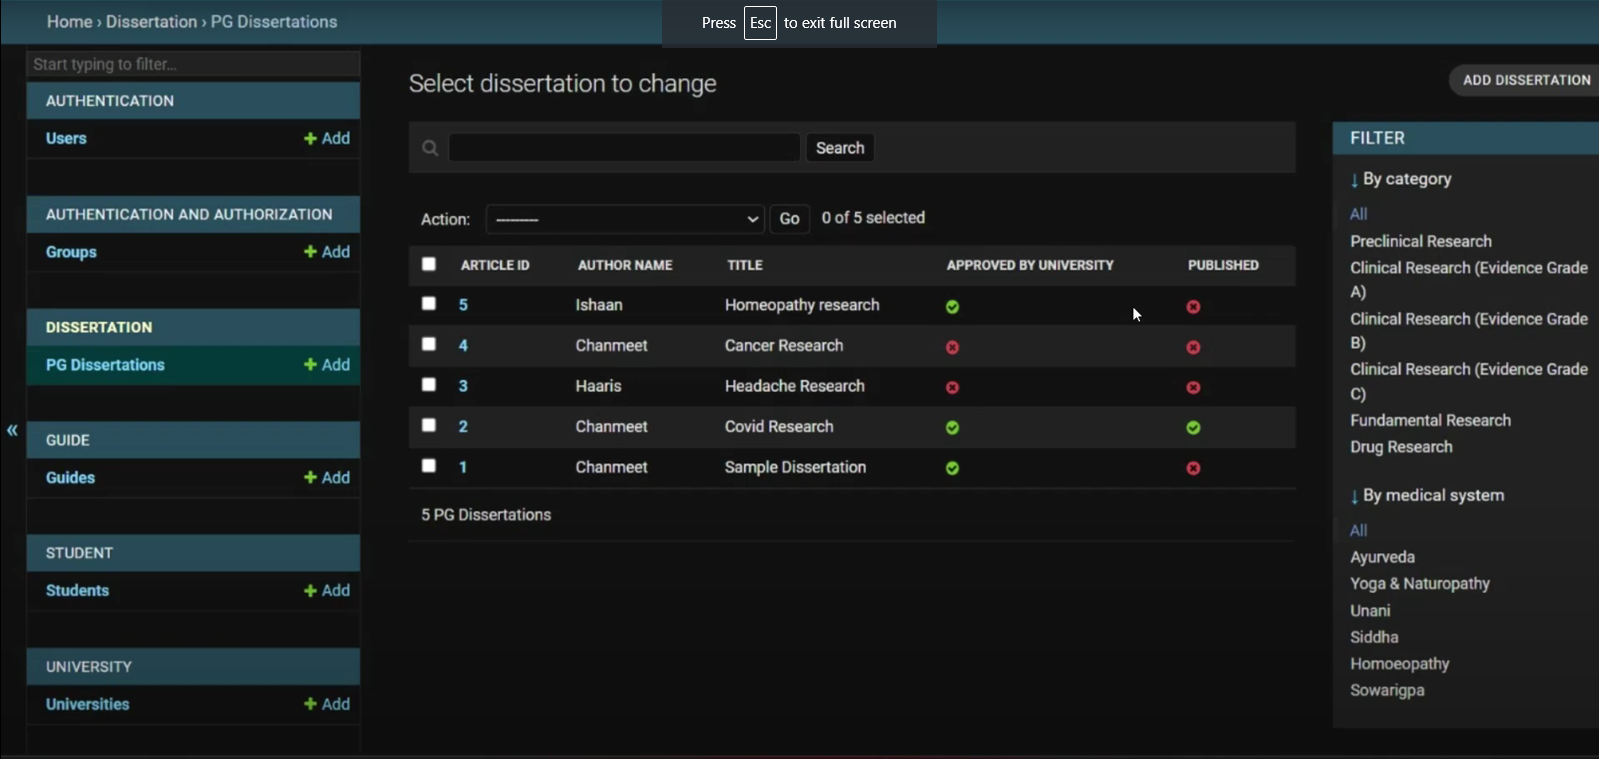 Home › Dissertation › PG Dissertations
Press Esc to exit full screen
Start typing to filter...
AUTHENTICATION
Users + Add
AUTHENTICATION AND AUTHORIZATION
Groups + Add
DISSERTATION
PG Dissertations + Add
«
GUIDE
Guides + Add
STUDENT
Students + Add
UNIVERSITY
Universities + Add
Select dissertation to change
ADD DISSERTATION
Search
Action: --------- Go 0 of 5 selected
ARTICLE ID AUTHOR NAME TITLE APPROVED BY UNIVERSITY PUBLISHED
5 Ishaan Homeopathy research
4 Chanmeet Cancer Research
3 Haaris Headache Research
2 Chanmeet Covid Research
1 Chanmeet Sample Dissertation
5 PG Dissertations
FILTER
↓ By category
All
Preclinical Research
Clinical Research (Evidence Grade
A)
Clinical Research (Evidence Grade
B)
Clinical Research (Evidence Grade
C)
Fundamental Research
Drug Research
↓ By medical system
All
Ayurveda
Yoga & Naturopathy
Unani
Siddha
Homoeopathy
Sowarigpa